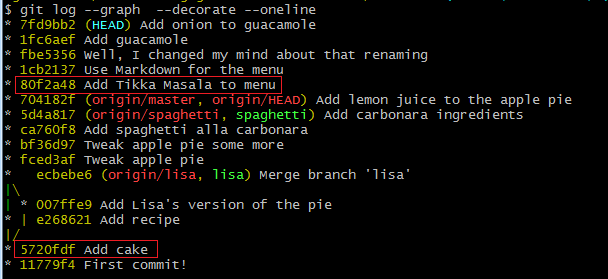 $ git log --graph  --decorate --oneline
* 7fd9bb2 (HEAD) Add onion to guacamole
* 1fc6aef Add guacamole
* fbe5356 Well, I changed my mind about that renaming
* 1cb2137 Use Markdown for the menu
* 80f2a48 Add Tikka Masala to menu
* 704182f (origin/master, origin/HEAD) Add lemon juice to the apple pie
* 5d4a817 (origin/spaghetti, spaghetti) Add carbonara ingredients
* ca760f8 Add spaghetti alla carbonara
* bf36d97 Tweak apple pie some more
* fced3af Tweak apple pie
*   ecbebe6 (origin/lisa, lisa) Merge branch 'lisa'
|\
| * 007ffe9 Add Lisa's version of the pie
* | e268621 Add recipe
|/
* 5720fdf Add cake
* 11779f4 First commit!